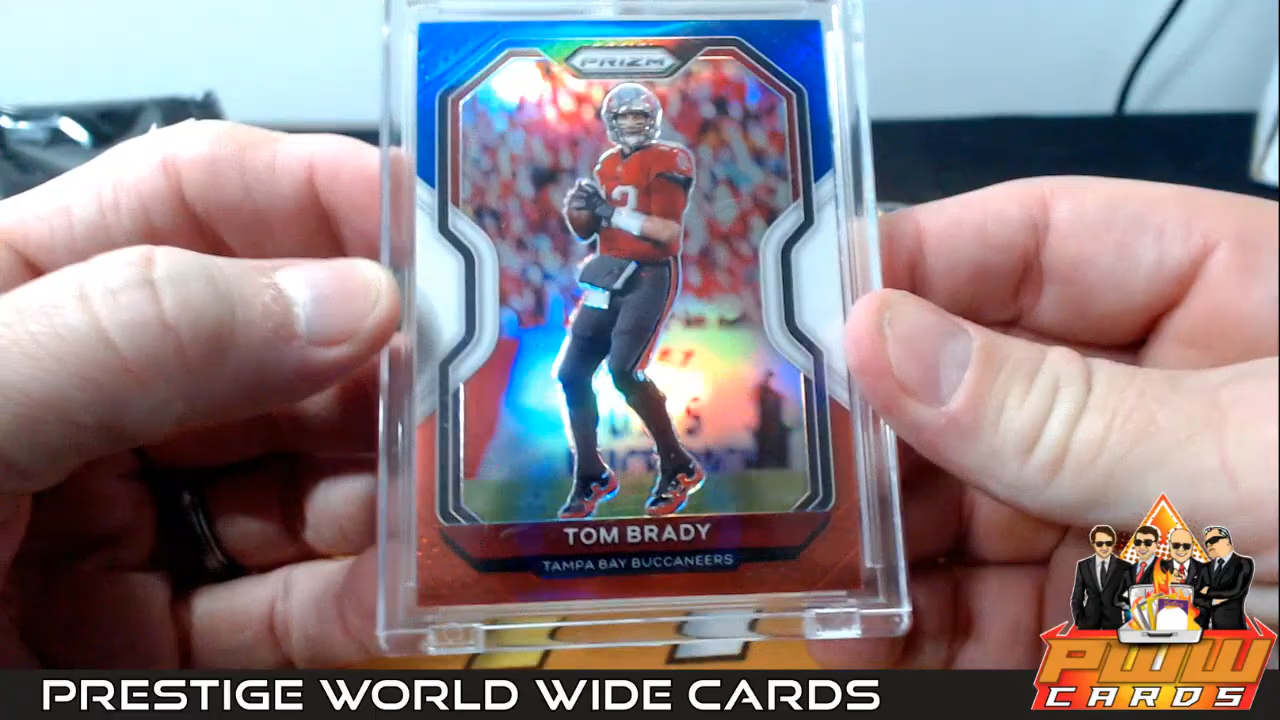 PRIZM
TOM BRADY
TAMPA BAY BUCCANEERS
PRESTIGE WORLD WIDE CARDS
PWW
CARDS